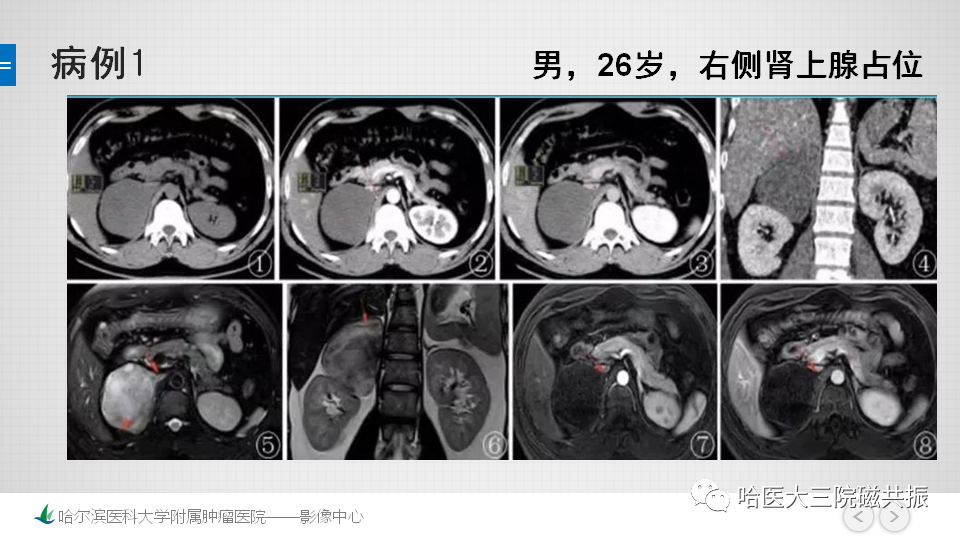 病例1
男，26岁，右侧肾上腺占位
①
②
③
④
⑤
⑥
⑦
⑧
哈医大三院磁共振
哈尔滨医科大学附属肿瘤医院——影像中心